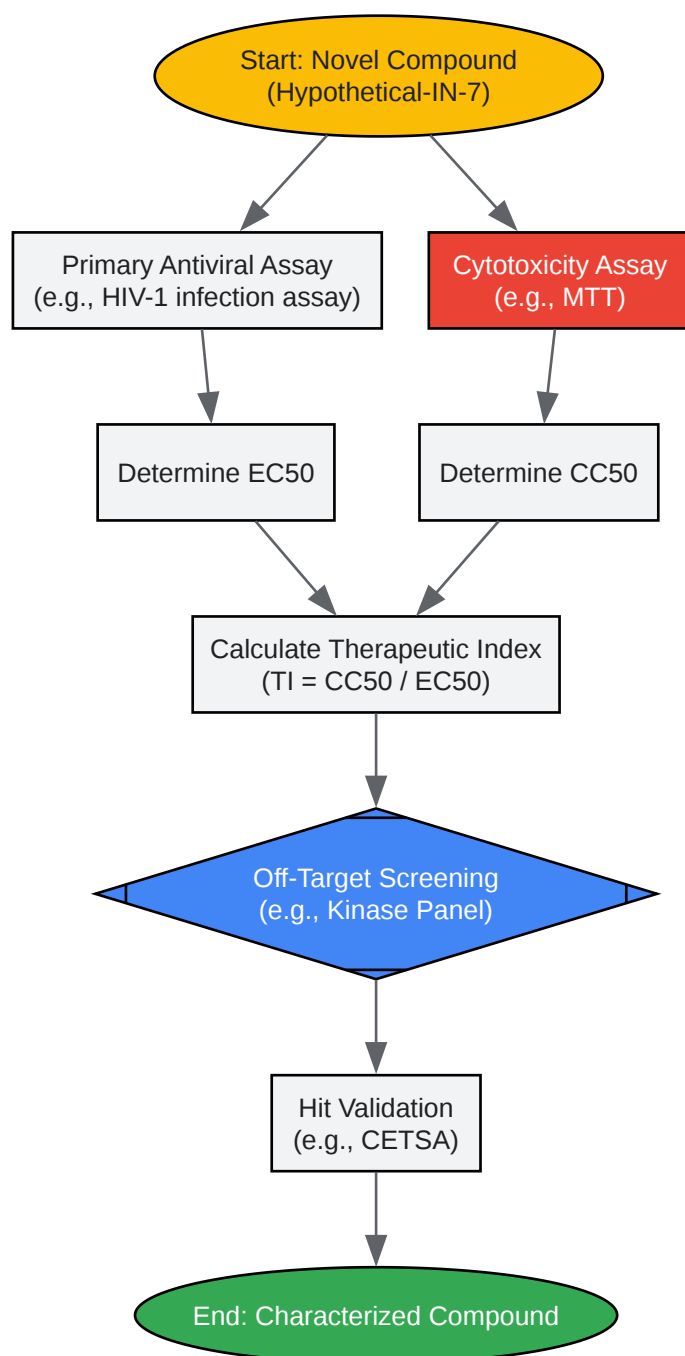 Start: Novel Compound
(Hypothetical-IN-7)
Primary Antiviral Assay
(e.g., HIV-1 infection assay)
Cytotoxicity Assay
(e.g., MTT)
Determine EC50
Determine CC50
Calculate Therapeutic Index
(TI = CC50 / EC50)
Off-Target Screening
(e.g., Kinase Panel)
Hit Validation
(e.g., CETSA)
End: Characterized Compound